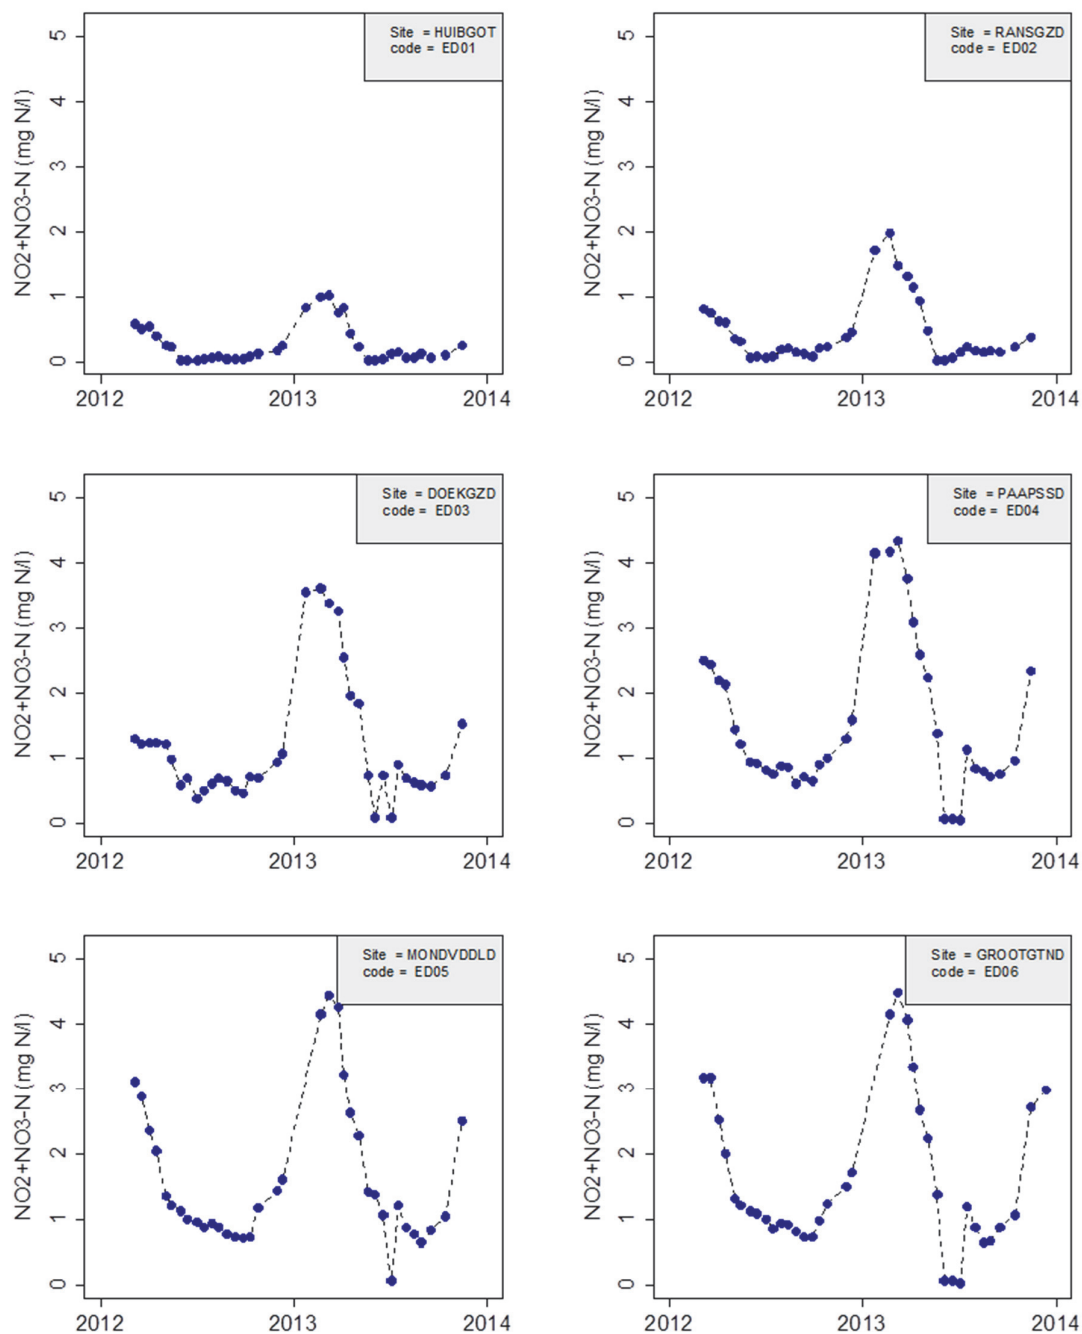 Site = HUIBGOT
code = ED01
NO2+NO3-N (mg N/l)
5
4
3
2
1
0
2012 2013 2014
Site = RANSGZD
code = ED02
NO2+NO3-N (mg N/l)
5
4
3
2
1
0
2012 2013 2014
Site = DOEKGZD
code = ED03
NO2+NO3-N (mg N/l)
5
4
3
2
1
0
2012 2013 2014
Site = PAAPSSD
code = ED04
NO2+NO3-N (mg N/l)
5
4
3
2
1
0
2012 2013 2014
Site = MONDVDDLD
code = ED05
NO2+NO3-N (mg N/l)
5
4
3
2
1
0
2012 2013 2014
Site = GROOTGTND
code = ED06
NO2+NO3-N (mg N/l)
5
4
3
2
1
0
2012 2013 2014